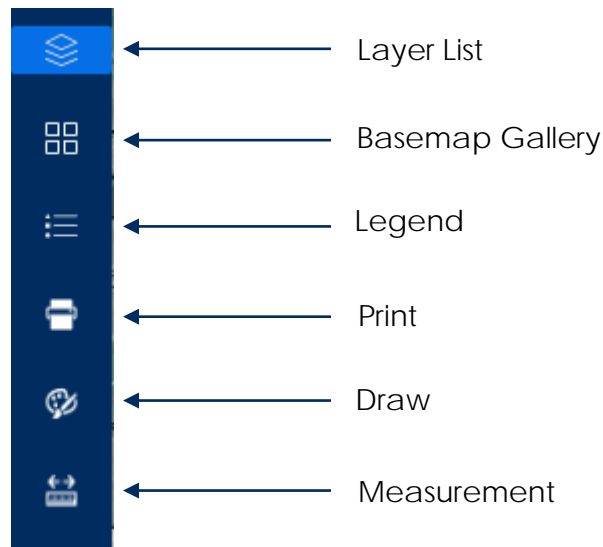 Layer List
Basemap Gallery
Legend
Print
Draw
Measurement